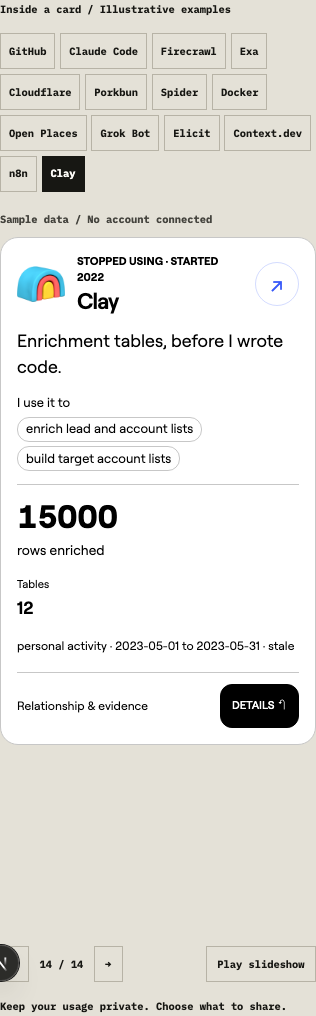 Inside a card / Illustrative examples
GitHub Claude Code Firecrawl Exa
Cloudflare Porkbun Spider Docker
Open Places Grok Bot Elicit Context.dev
n8n Clay
Sample data / No account connected
STOPPED USING · STARTED
2022
Clay
Enrichment tables, before I wrote
code.
I use it to
enrich lead and account lists
build target account lists
15000
rows enriched
Tables
12
personal activity · 2023-05-01 to 2023-05-31 · stale
Relationship & evidence
DETAILS
N 14 / 14 → Play slideshow
Keep your usage private. Choose what to share.